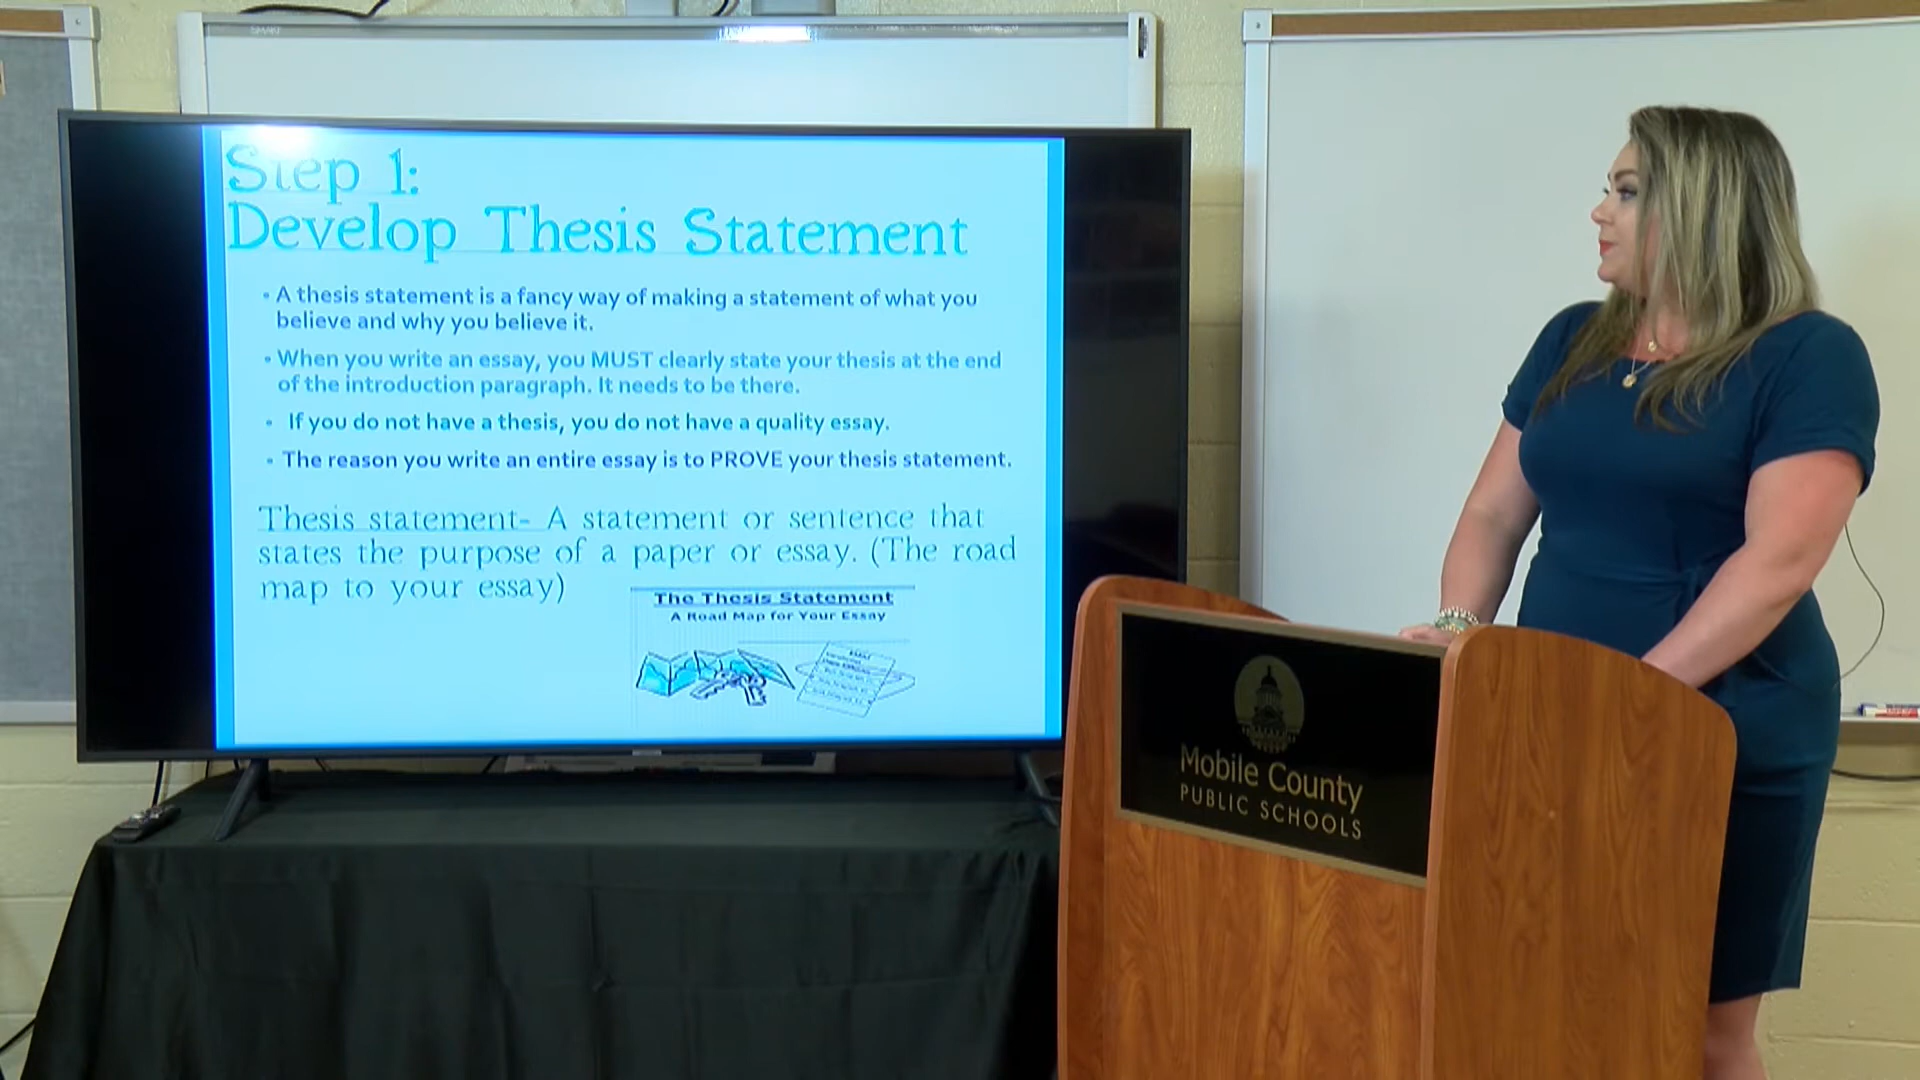 Step 1:
Develop Thesis Statement
• A thesis statement is a fancy way of making a statement of what you
believe and why you believe it.
• When you write an essay, you MUST clearly state your thesis at the end
of the introduction paragraph. It needs to be there.
• If you do not have a thesis, you do not have a quality essay.
• The reason you write an entire essay is to PROVE your thesis statement.
Thesis statement- A statement or sentence that
states the purpose of a paper or essay. (The road
map to your essay)
The Thesis Statement
A Road Map for Your Essay
Mobile County
PUBLIC SCHOOLS